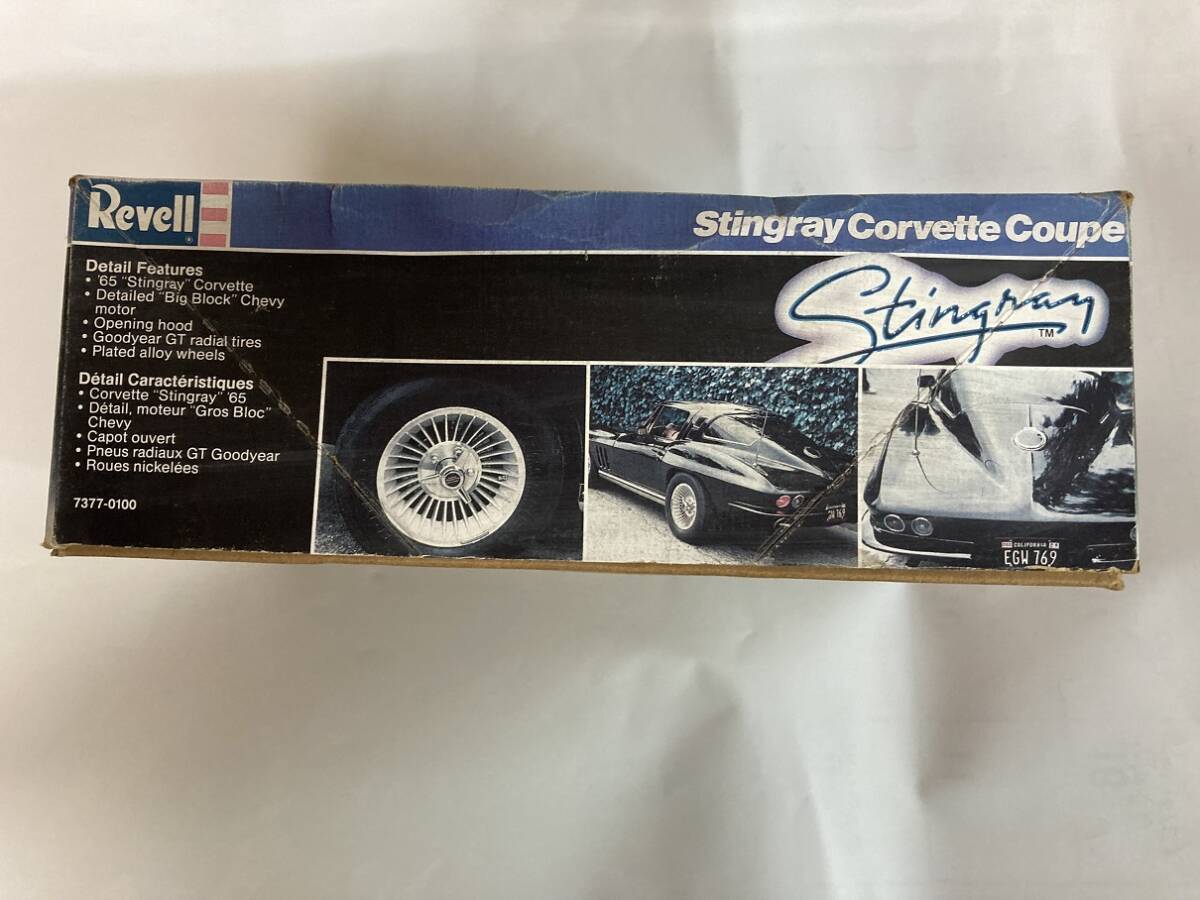 Revell®
Stingray Corvette Coupe
Detail Features
• '65 "Stingray" Corvette
• Detailed "Big Block" Chevy
motor
• Opening hood
• Goodyear GT radial tires
• Plated alloy wheels
Détail Caractéristiques
• Corvette "Stingray" '65
• Détail, moteur "Gros Bloc"
Chevy
• Capot ouvert
• Pneus radiaux GT Goodyear
• Roues nickelées
7377-0100
Stingray
TM
CALIFORNIA
EGW 769